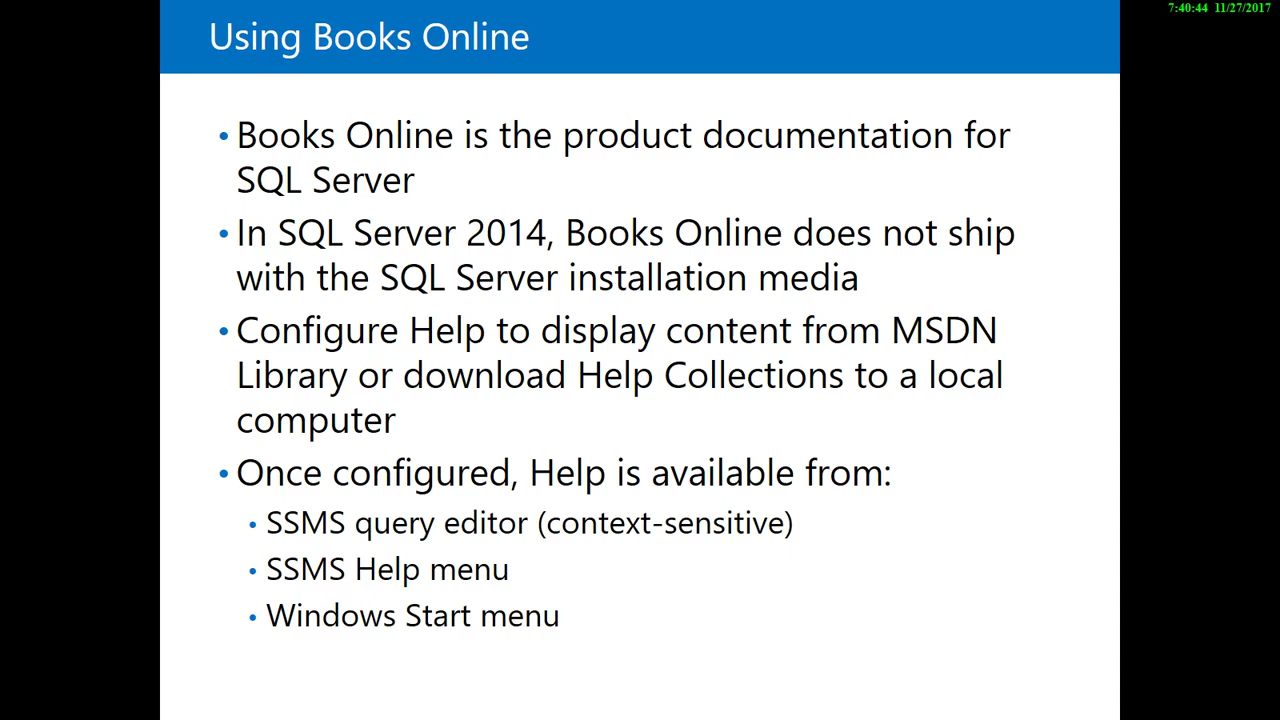 7:40:44 11/27/2017
Using Books Online
• Books Online is the product documentation for
SQL Server
• In SQL Server 2014, Books Online does not ship
with the SQL Server installation media
• Configure Help to display content from MSDN
Library or download Help Collections to a local
computer
• Once configured, Help is available from:
• SSMS query editor (context-sensitive)
• SSMS Help menu
• Windows Start menu